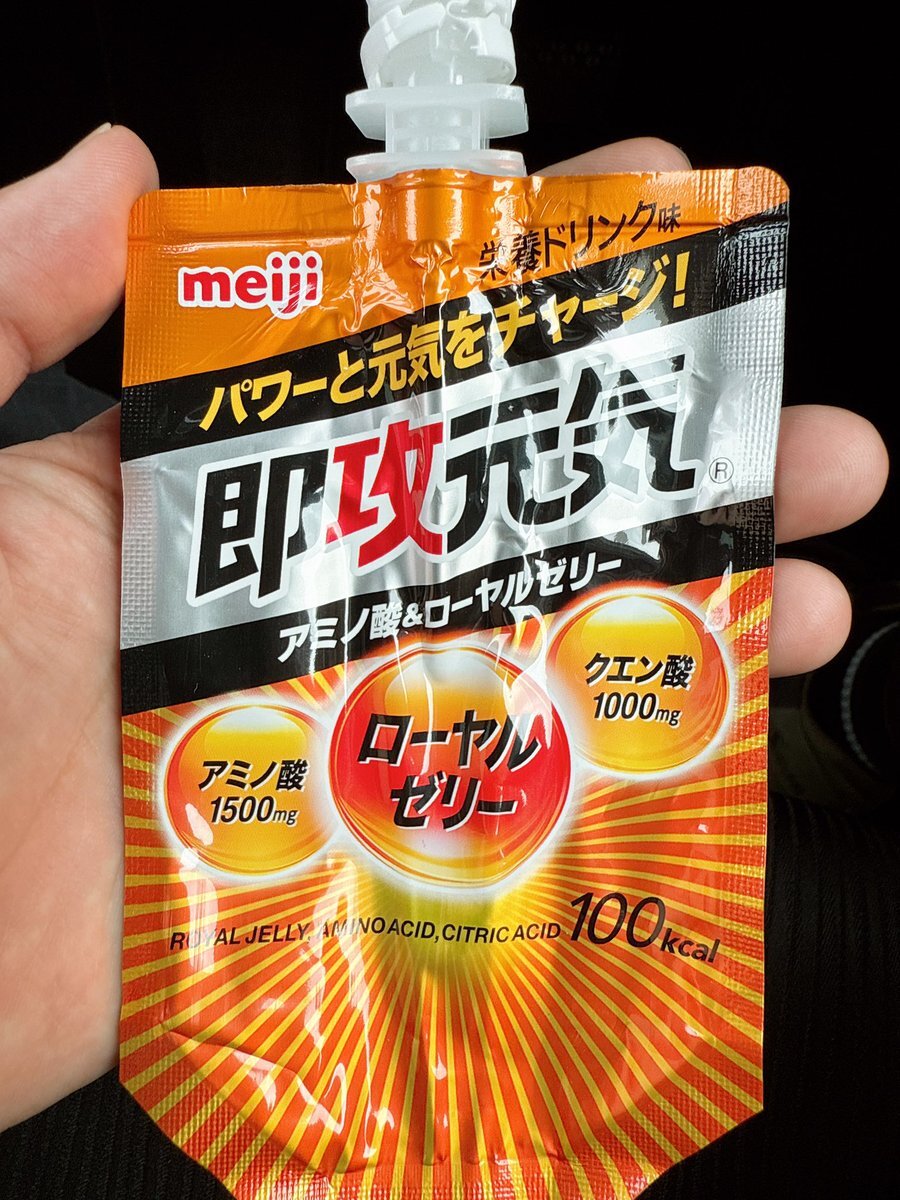 meiji
栄養ドリンク味
パワーと元気をチャージ!
即攻元気®
アミノ酸&ローヤルゼリー
クエン酸
1000mg
アミノ酸
1500mg
ローヤル
ゼリー
ROYAL JELLY, AMINO ACID, CITRIC ACID 100kcal